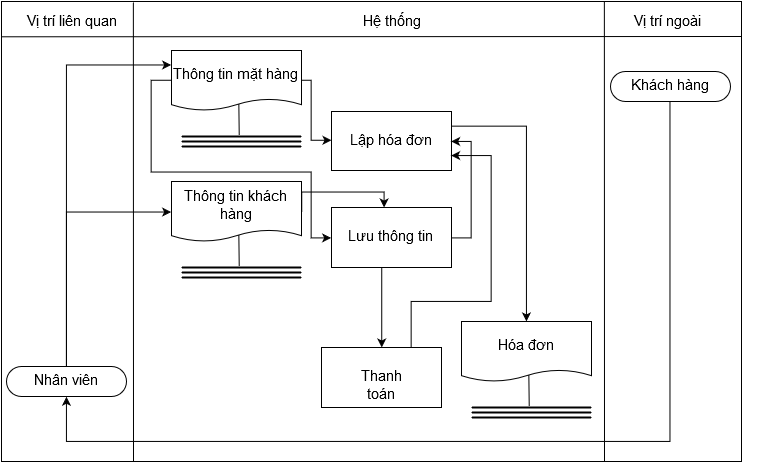 Vị trí liên quan
Hệ thống
Vị trí ngoài
Thông tin mặt hàng
Khách hàng
Lập hóa đơn
Thông tin khách
hàng
Lưu thông tin
Hóa đơn
Nhân viên
Thanh
toán